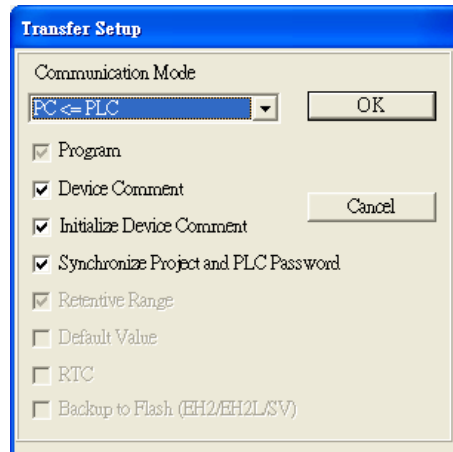 Transfer Setup
Communication Mode
PC <= PLC
OK
Program
Device Comment
Cancel
Initialize Device Comment
Synchronize Project and PLC Password
Retentive Range
Default Value
RTC
Backup to Flash (EH2/EH2L/SV)